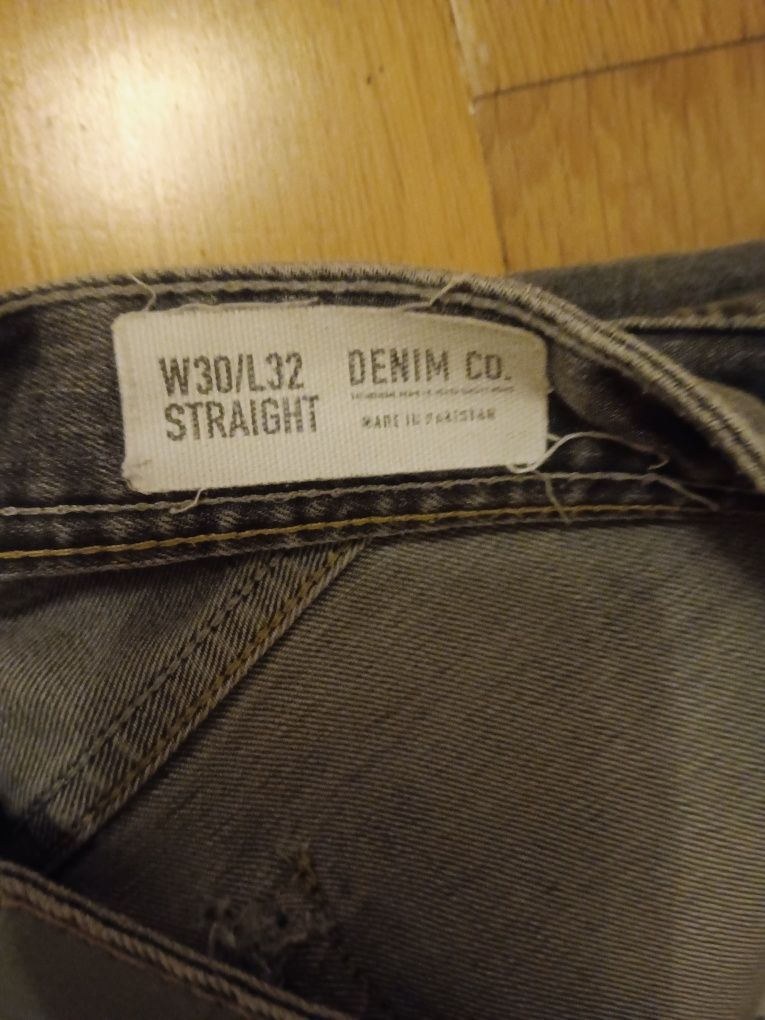 W30/L32
STRAIGHT
DENIM CO.
MADE IN PAKISTAN